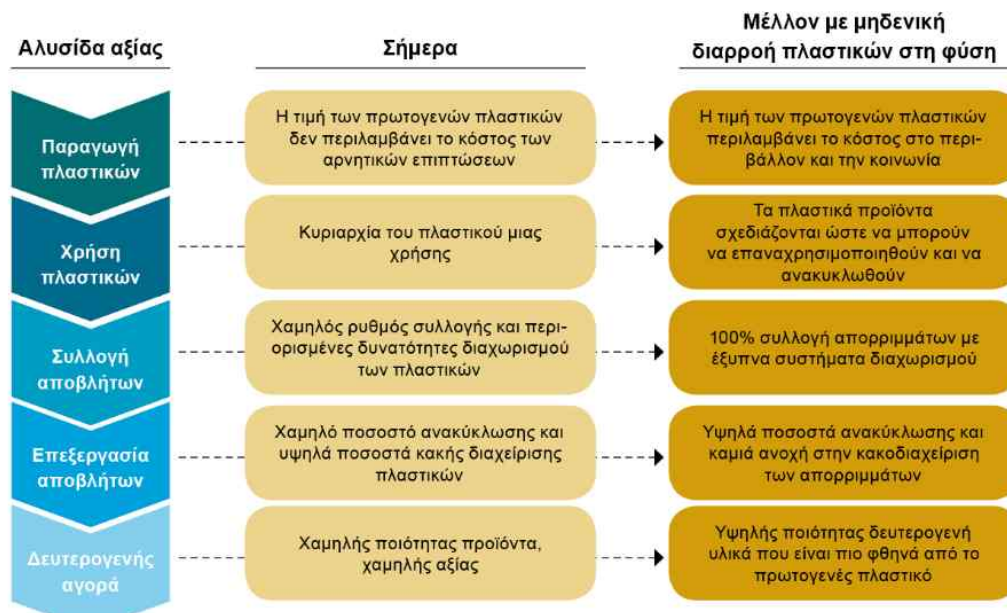 Αλυσίδα αξίας
Σήμερα
Μέλλον με μηδενική
διαρροή πλαστικών στη φύση
Παραγωγή
πλαστικών
Η τιμή των πρωτογενών πλαστικών
δεν περιλαμβάνει το κόστος των
αρνητικών επιπτώσεων
Η τιμή των πρωτογενών πλαστικών
περιλαμβάνει το κόστος στο περι-
βάλλον και την κοινωνία
Χρήση
πλαστικών
Κυριαρχία του πλαστικού μιας
χρήσης
Τα πλαστικά προϊόντα
σχεδιάζονται ώστε να μπορούν
να επαναχρησιμοποιηθούν και να
ανακυκλωθούν
Συλλογή
αποβλήτων
Χαμηλός ρυθμός συλλογής και περι-
ορισμένες δυνατότητες διαχωρισμού
των πλαστικών
100% συλλογή απορριμμάτων με
έξυπνα συστήματα διαχωρισμού
Επεξεργασία
αποβλήτων
Χαμηλό ποσοστό ανακύκλωσης και
υψηλά ποσοστά κακής διαχείρισης
πλαστικών
Υψηλά ποσοστά ανακύκλωσης και
καμιά ανοχή στην κακοδιαχείριση
των απορριμμάτων
Δευτερογενής
αγορά
Χαμηλής ποιότητας προϊόντα,
χαμηλής αξίας
Υψηλής ποιότητας δευτερογενή
υλικά που είναι πιο φθηνά από το
πρωτογενές πλαστικό